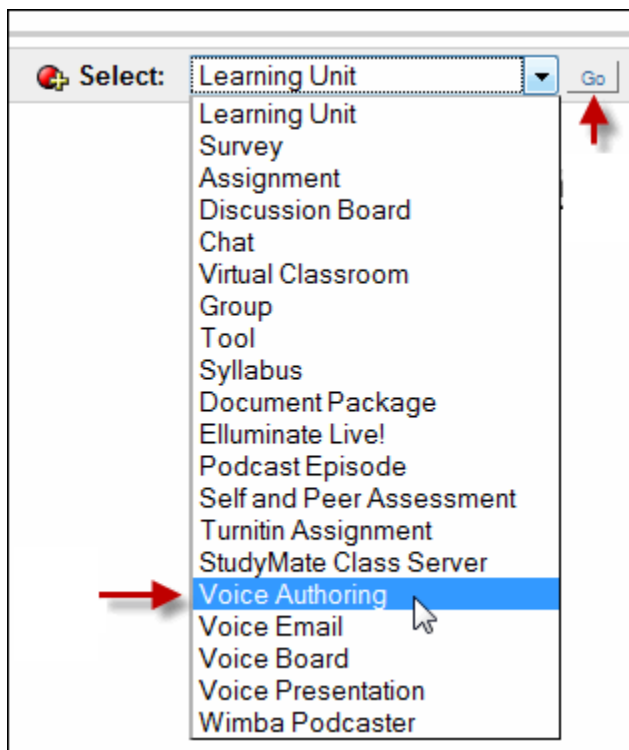 Select: Learning Unit Go
Learning Unit
Survey
Assignment
Discussion Board
Chat
Virtual Classroom
Group
Tool
Syllabus
Document Package
Elluminate Live!
Podcast Episode
Self and Peer Assessment
Turnitin Assignment
StudyMate Class Server
Voice Authoring
Voice Email
Voice Board
Voice Presentation
Wimba Podcaster